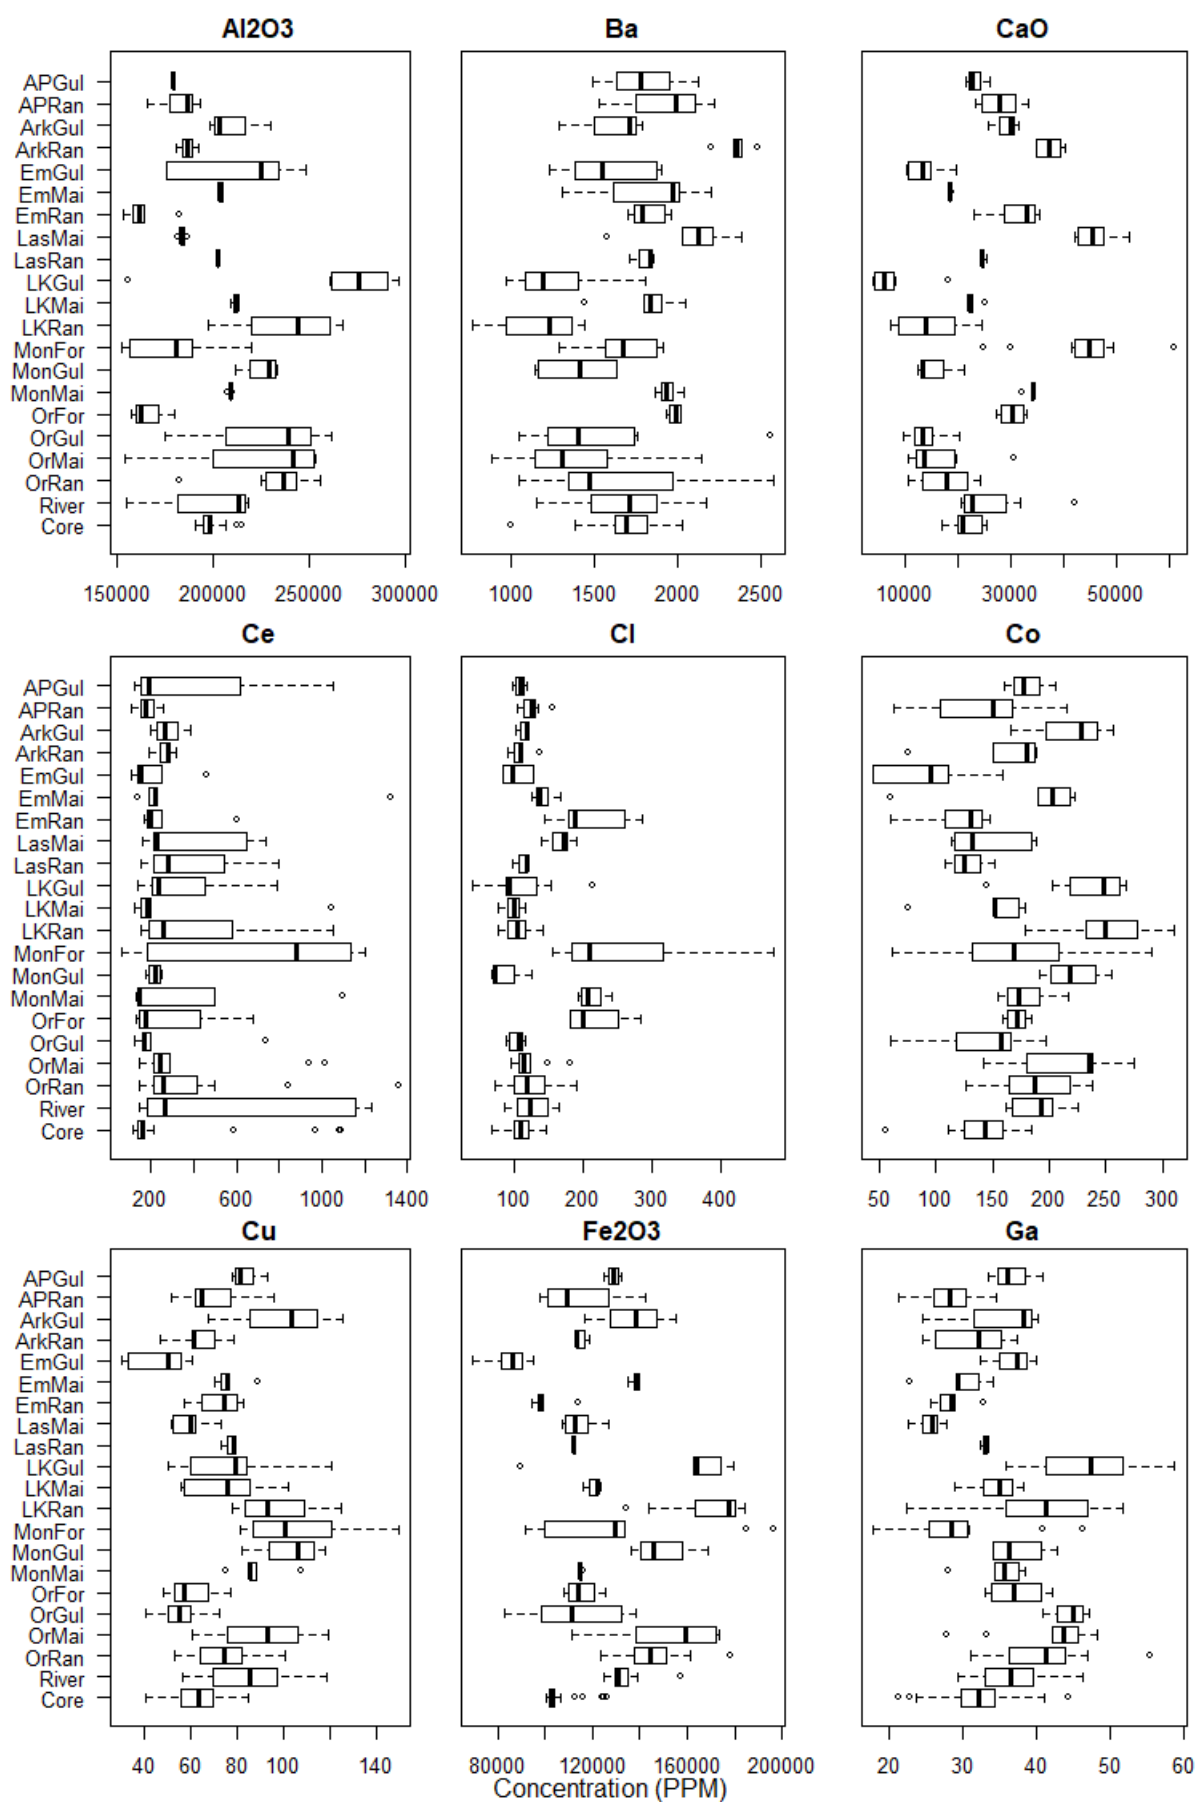 Al2O3 Ba CaO
APGul
APRan
ArkGul
ArkRan
EmGul
EmMai
EmRan
LasMai
LasRan
LKGul
LKMai
LKRan
MonFor
MonGul
MonMai
OrFor
OrGul
OrMai
OrRan
River
Core
150000 200000 250000 300000 1000 1500 2000 2500 10000 30000 50000
Ce Cl Co
APGul
APRan
ArkGul
ArkRan
EmGul
EmMai
EmRan
LasMai
LasRan
LKGul
LKMai
LKRan
MonFor
MonGul
MonMai
OrFor
OrGul
OrMai
OrRan
River
Core
200 600 1000 1400 100 200 300 400 50 100 150 200 250 300
Cu Fe2O3 Ga
APGul
APRan
ArkGul
ArkRan
EmGul
EmMai
EmRan
LasMai
LasRan
LKGul
LKMai
LKRan
MonFor
MonGul
MonMai
OrFor
OrGul
OrMai
OrRan
River
Core
40 60 80 100 140 80000 120000 160000 200000 20 30 40 50 60
Concentration (PPM)